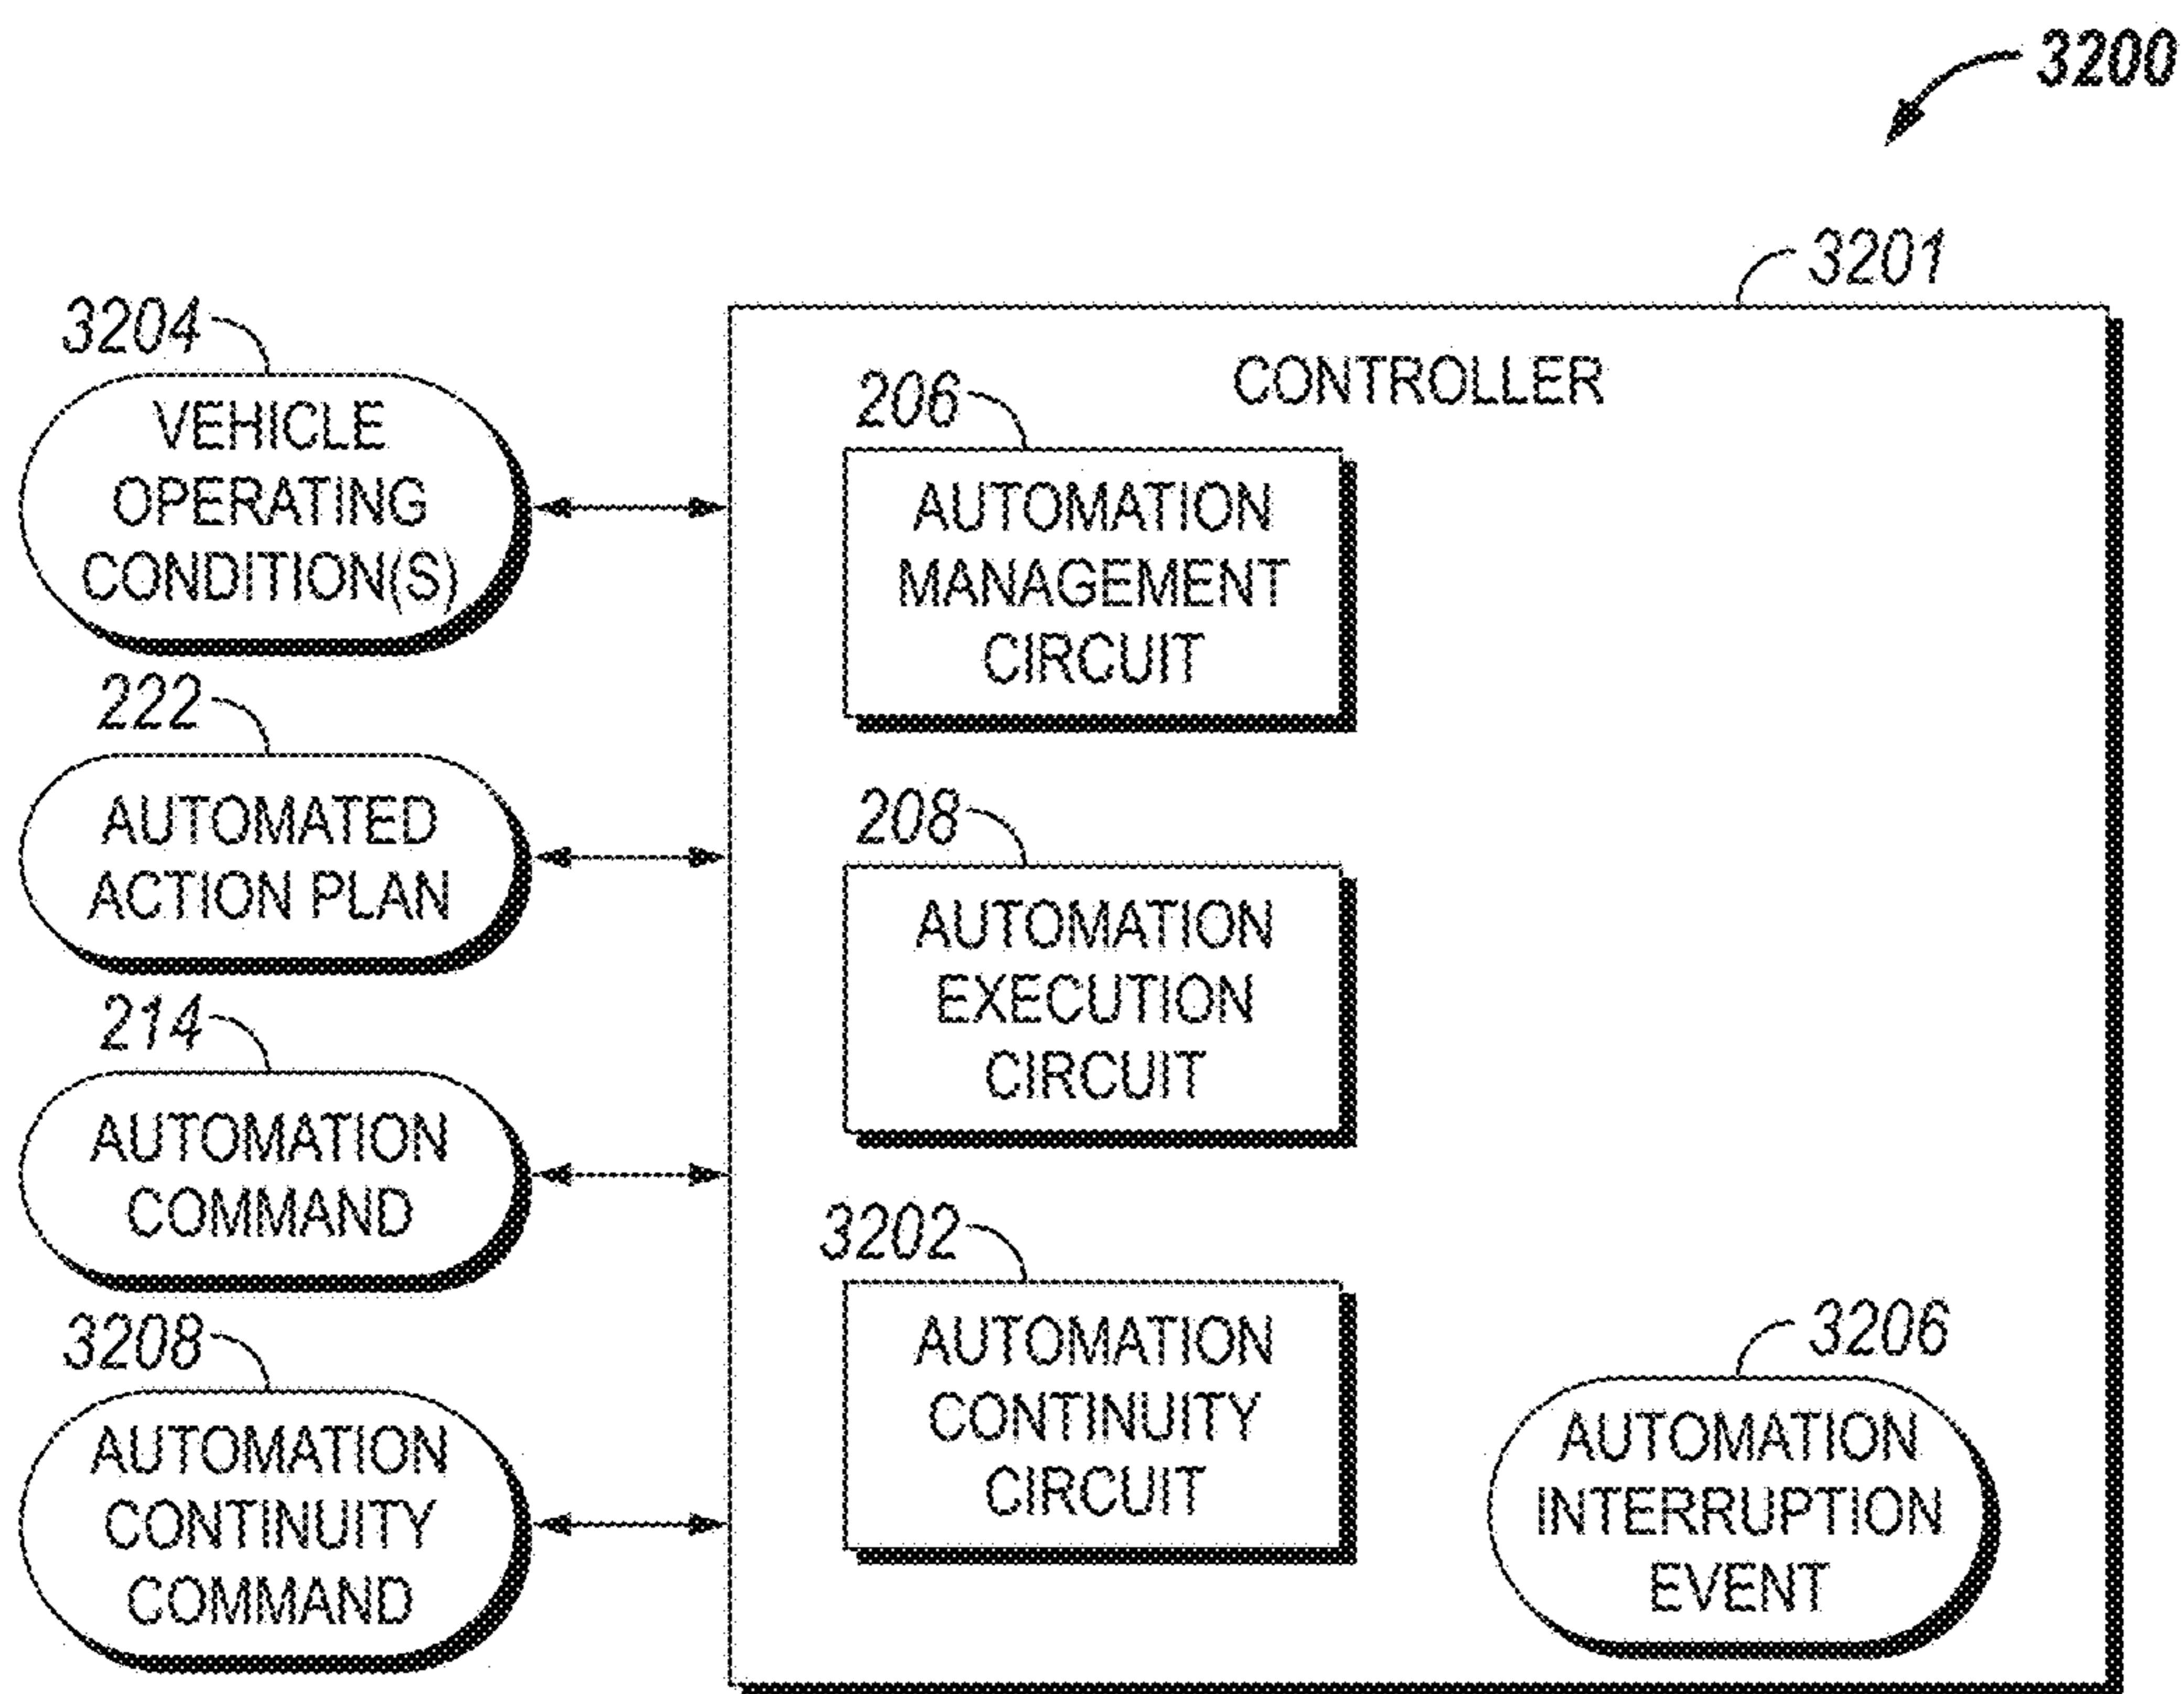 3200
3201
3204
VEHICLE
OPERATING
CONDITION(S)
222
AUTOMATED
ACTION PLAN
214
AUTOMATION
COMMAND
3208
AUTOMATION
CONTINUITY
COMMAND
CONTROLLER
206
AUTOMATION
MANAGEMENT
CIRCUIT
208
AUTOMATION
EXECUTION
CIRCUIT
3202
AUTOMATION
CONTINUITY
CIRCUIT
3206
AUTOMATION
INTERRUPTION
EVENT